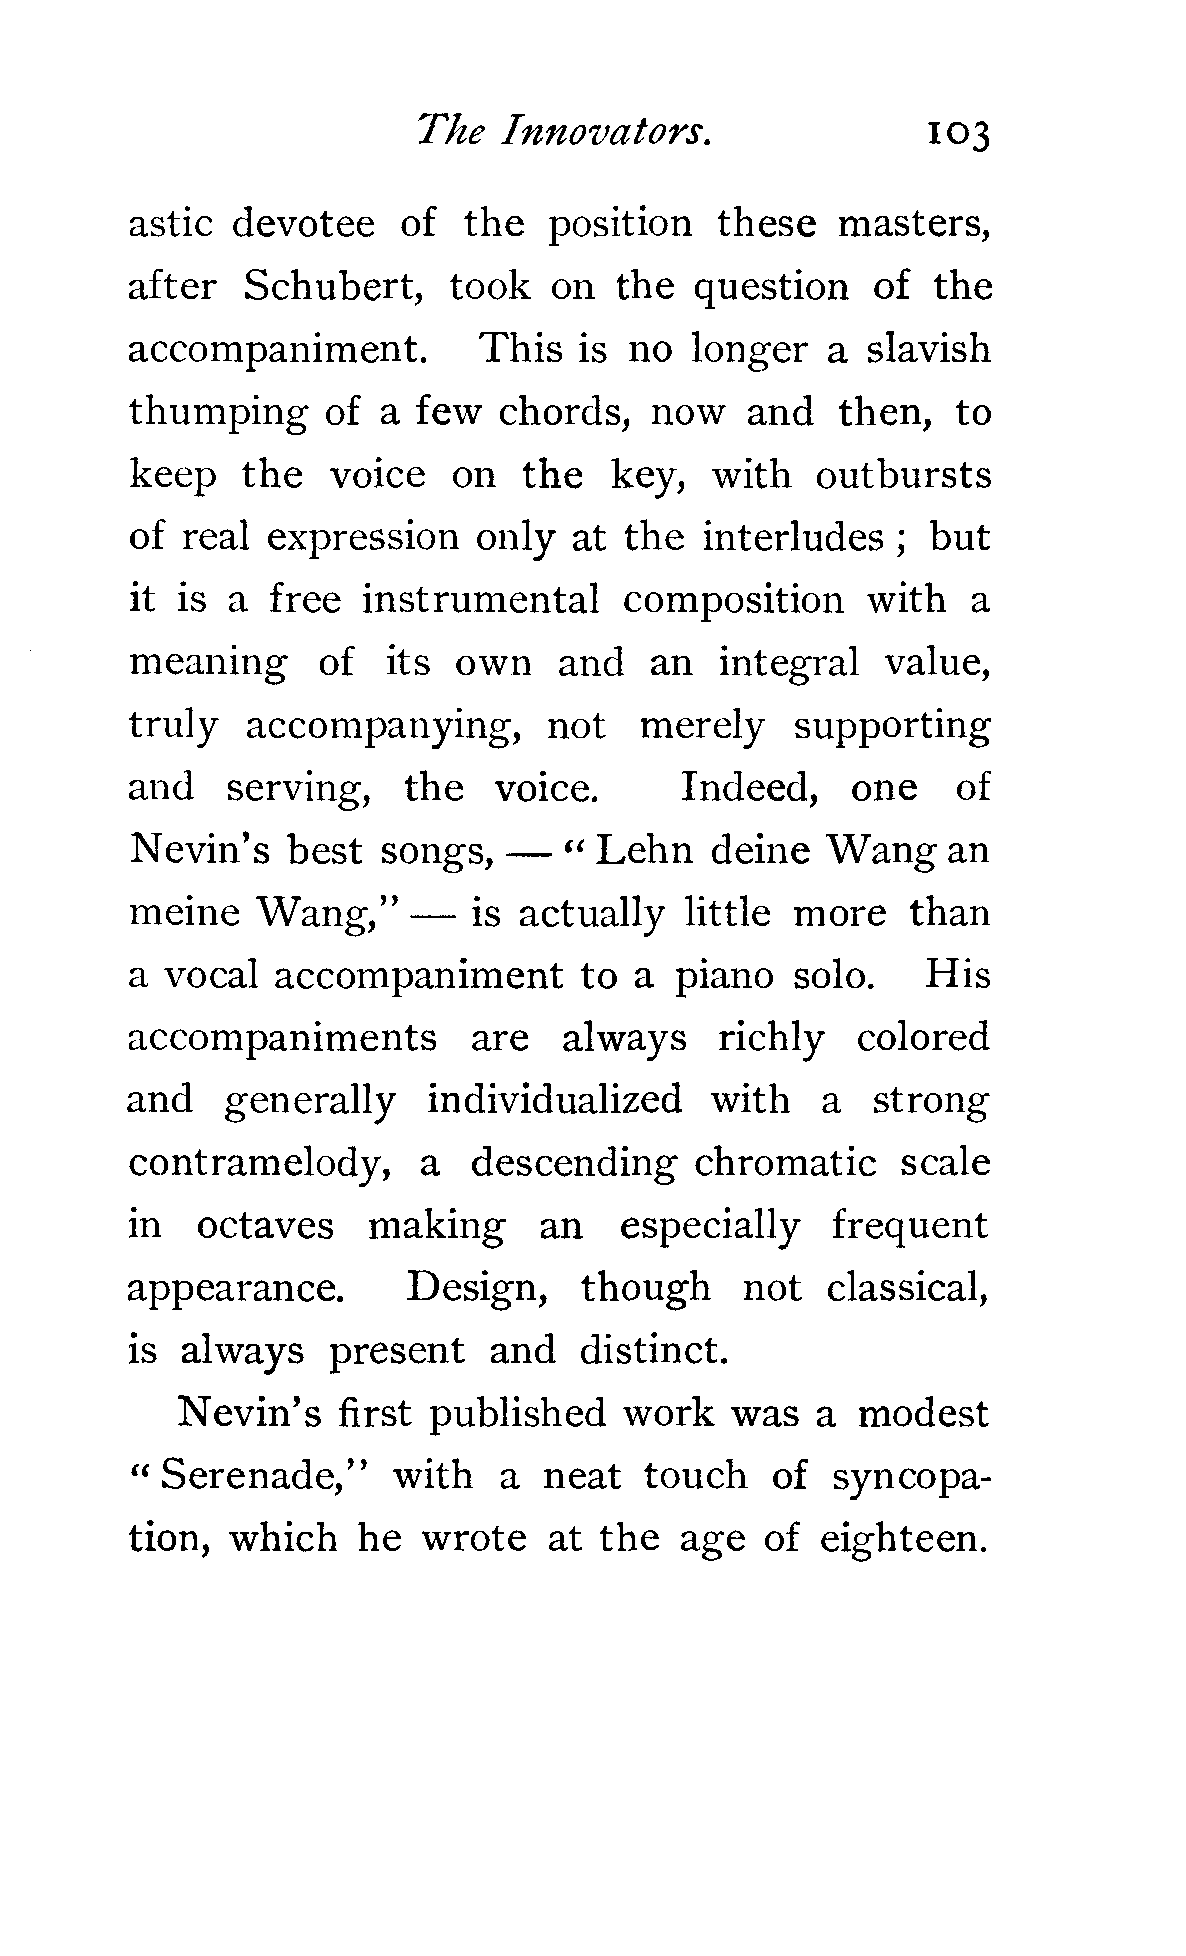 The Innovators. 103
astic devotee of the position these masters,
after Schubert, took on the question of the
accompaniment. This is no longer a slavish
thumping of a few chords, now and then, to
keep the voice on the key, with outbursts
of real expression only at the interludes ; but
it is a free instrumental composition with a
meaning of its own and an integral value,
truly accompanying, not merely supporting
and serving, the voice. Indeed, one of
Nevin's best songs, — “ Lehn deine Wang an
meine Wang,” — is actually little more than
a vocal accompaniment to a piano solo. His
accompaniments are always richly colored
and generally individualized with a strong
contramelody, a descending chromatic scale
in octaves making an especially frequent
appearance. Design, though not classical,
is always present and distinct.
Nevin's first published work was a modest
“ Serenade,” with a neat touch of syncopa-
tion, which he wrote at the age of eighteen.